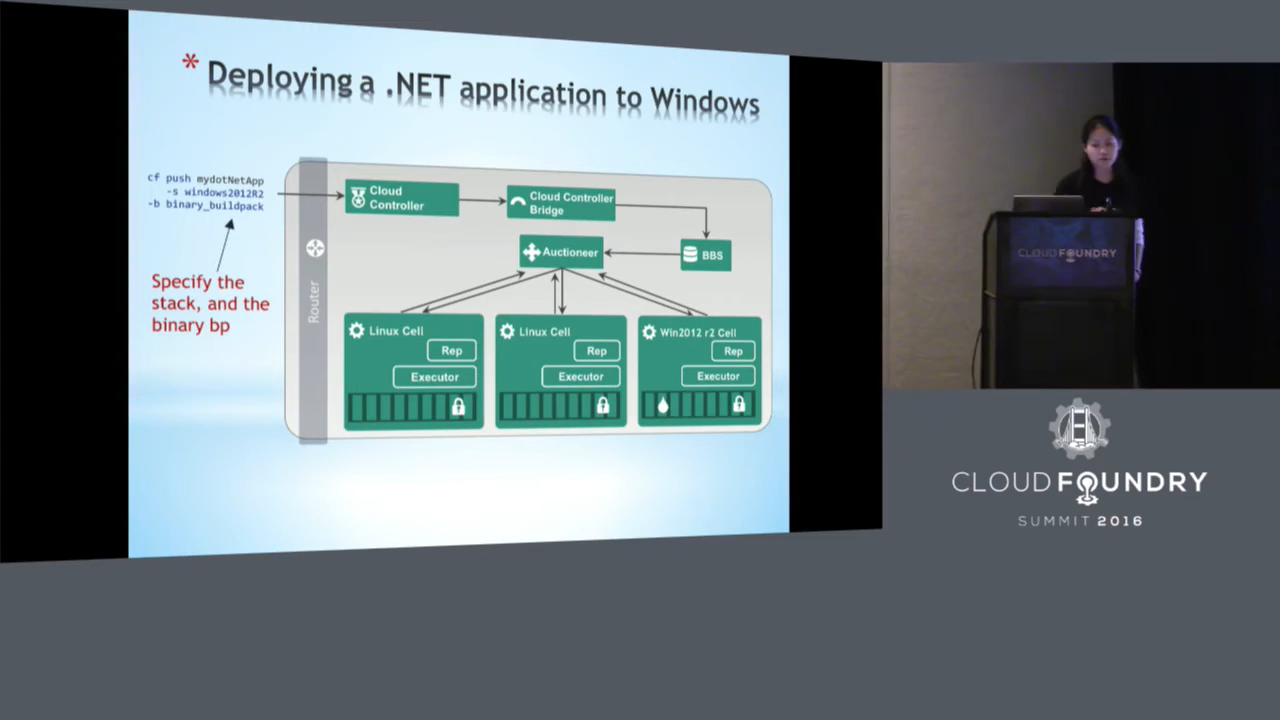 * Deploying a .NET application to Windows
cf push mydotNetApp
-s windows2012R2
-b binary_buildpack
Specify the
stack, and the
binary bp
Router
Cloud
Controller
Cloud Controller
Bridge
Auctioneer
BBS
Linux Cell
Rep
Executor
Linux Cell
Rep
Executor
Win2012 r2 Cell
Rep
Executor
CLOUD FOUNDRY
CLOUD FOUNDRY
SUMMIT 2016